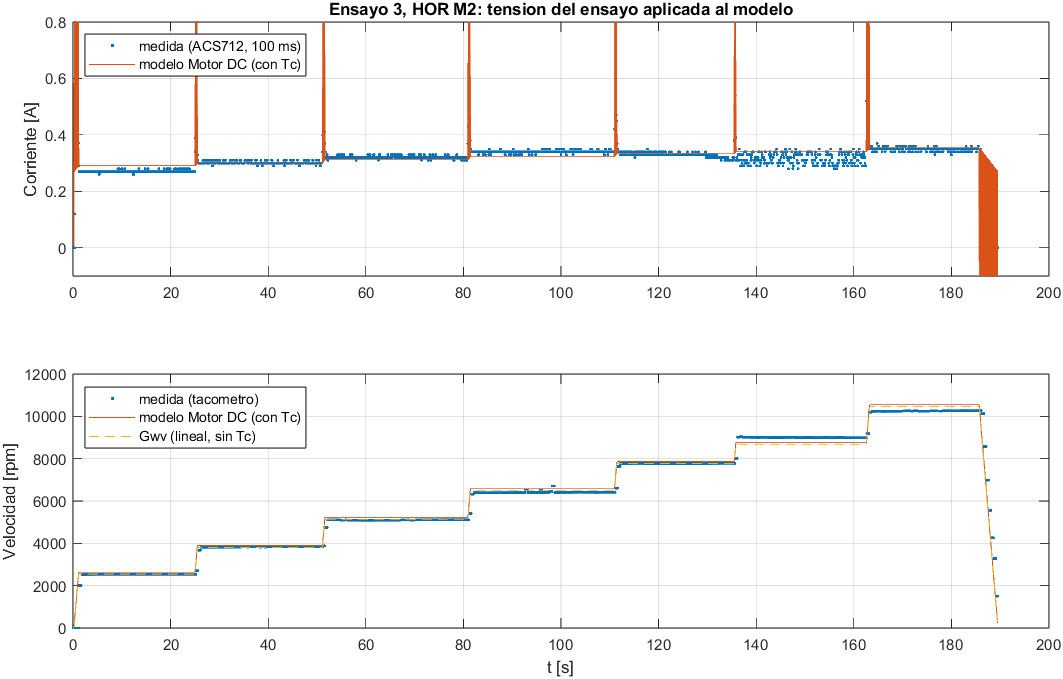 Ensayo 3, HOR M2: tension del ensayo aplicada al modelo
Corriente [A]
0.8
0.6
0.4
0.2
0
medida (ACS712, 100 ms)
modelo Motor DC (con Tc)
0 20 40 60 80 100 120 140 160 180 200
Velocidad [rpm]
12000
10000
8000
6000
4000
2000
0
medida (tacometro)
modelo Motor DC (con Tc)
Gwv (lineal, sin Tc)
0 20 40 60 80 100 120 140 160 180 200
t [s]